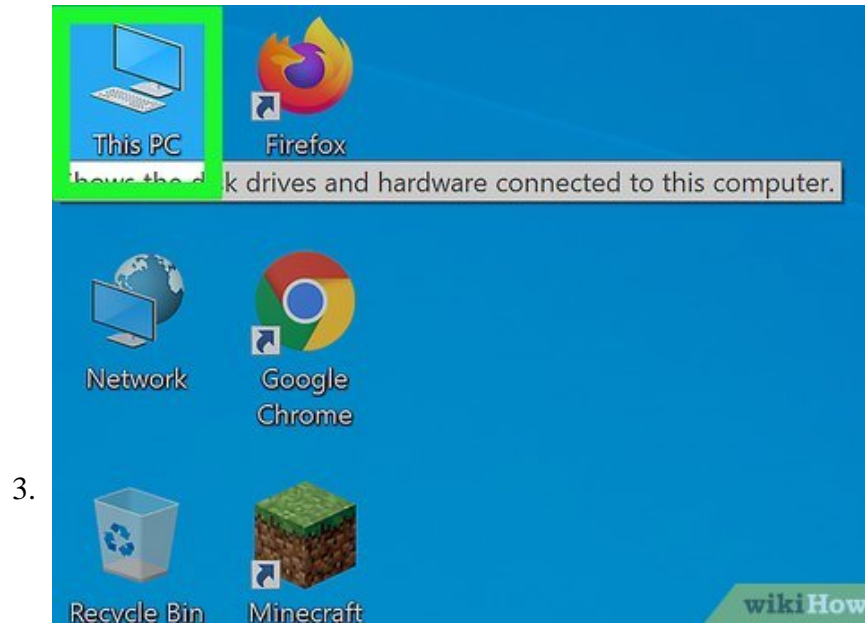 This PC
Firefox
k drives and hardware connected to this computer.
Network
Google
Chrome
3.
Recycle Bin
Minecraft
wikiHow